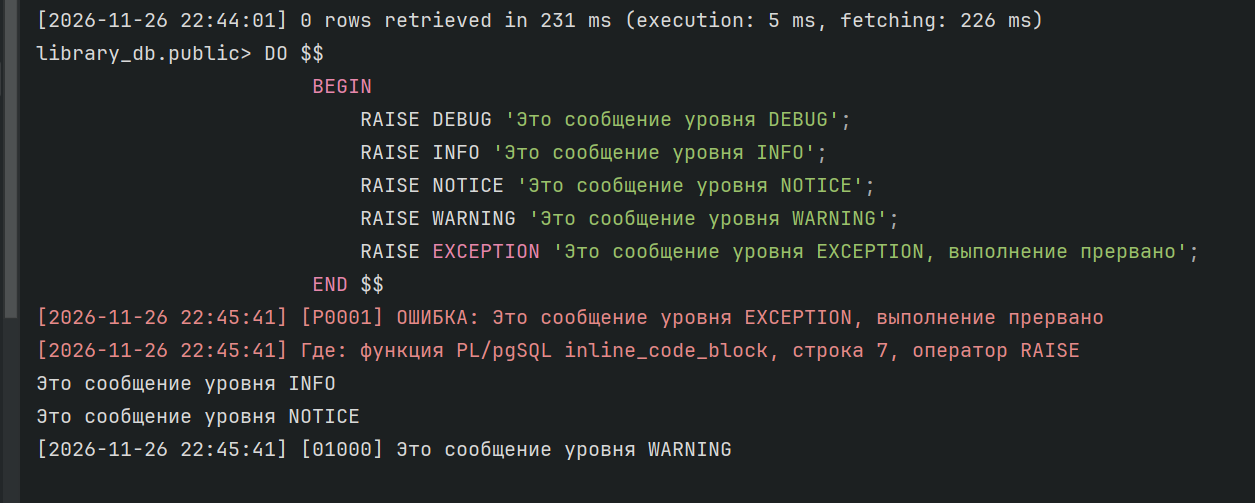 [2026-11-26 22:44:01] 0 rows retrieved in 231 ms (execution: 5 ms, fetching: 226 ms)
library_db.public> DO $$
BEGIN
RAISE DEBUG 'Это сообщение уровня DEBUG';
RAISE INFO 'Это сообщение уровня INFO';
RAISE NOTICE 'Это сообщение уровня NOTICE';
RAISE WARNING 'Это сообщение уровня WARNING';
RAISE EXCEPTION 'Это сообщение уровня EXCEPTION, выполнение прервано';
END $$
[2026-11-26 22:45:41] [P0001] ОШИБКА: Это сообщение уровня EXCEPTION, выполнение прервано
[2026-11-26 22:45:41] Где: функция PL/pgSQL inline_code_block, строка 7, оператор RAISE
Это сообщение уровня INFO
Это сообщение уровня NOTICE
[2026-11-26 22:45:41] [01000] Это сообщение уровня WARNING